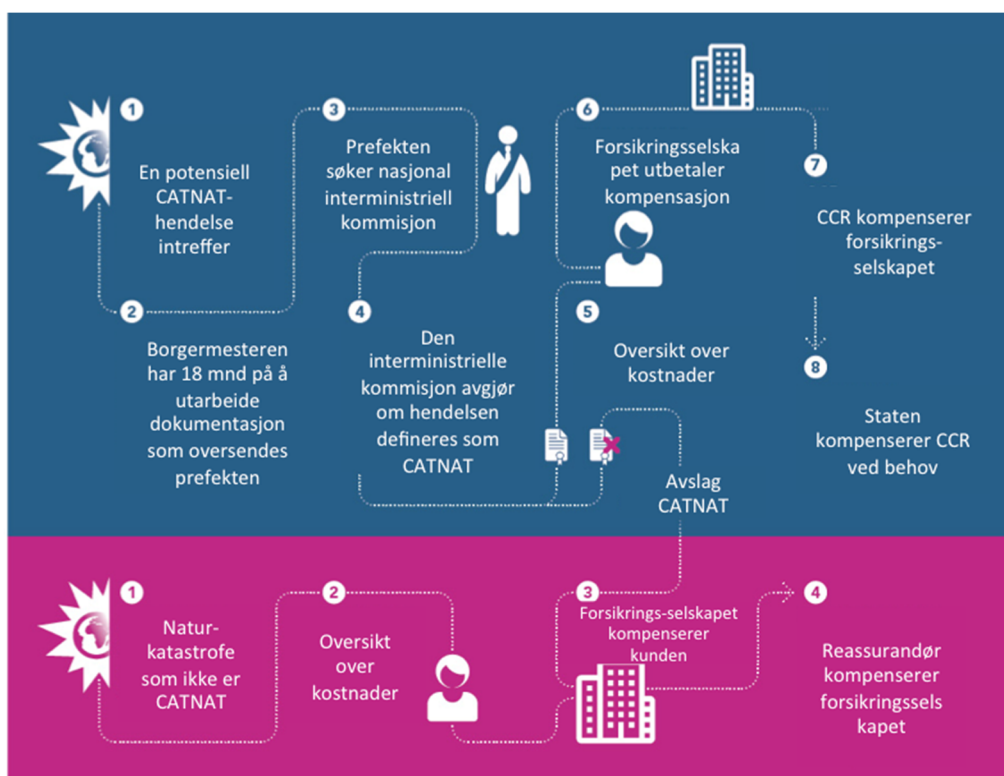 1
En potensiell
CATNAT-
hendelse
intreffer
2
Borgermesteren
har 18 mnd på å
utarbeide
dokumentasjon
som oversendes
prefekten
3
Prefekten
søker nasjonal
interministriell
kommisjon
4
Den
interministrielle
kommisjon avgjør
om hendelsen
defineres som
CATNAT
5
Oversikt over
kostnader
Avslag
CATNAT
6
Forsikringsselska
pet utbetaler
kompensasjon
7
CCR kompenserer
forsikrings-
selskapet
8
Staten
kompenserer CCR
ved behov
1
Natur-
katastrofe
som ikke er
CATNAT
2
Oversikt
over
kostnader
3
Forsikrings-selskapet
kompenserer
kunden
4
Reassurandør
kompenserer
forsikringssels
kapet